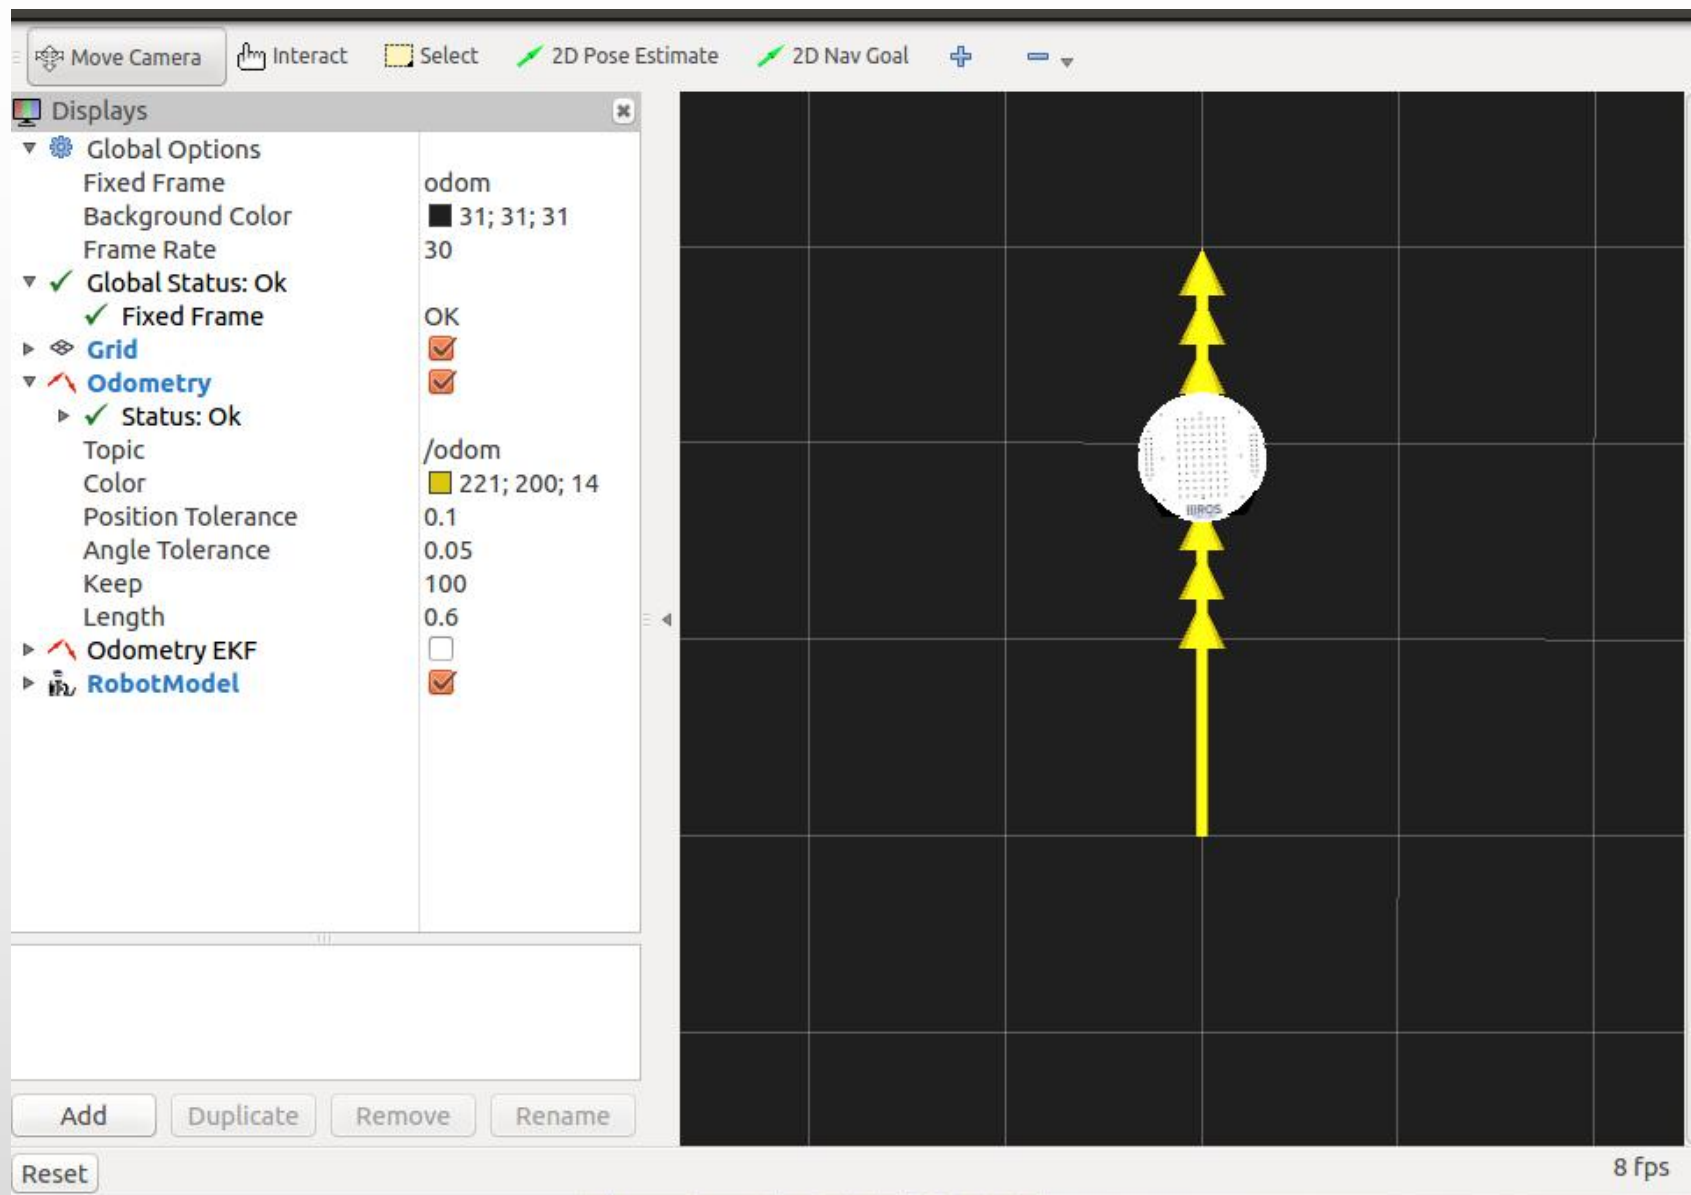 Move Camera Interact Select 2D Pose Estimate 2D Nav Goal
Displays
Global Options
Fixed Frame odom
Background Color 31; 31; 31
Frame Rate 30
Global Status: Ok
Fixed Frame OK
Grid
Odometry
Status: Ok
Topic /odom
Color 221; 200; 14
Position Tolerance 0.1
Angle Tolerance 0.05
Keep 100
Length 0.6
Odometry EKF
RobotModel
Add Duplicate Remove Rename
Reset
8 fps